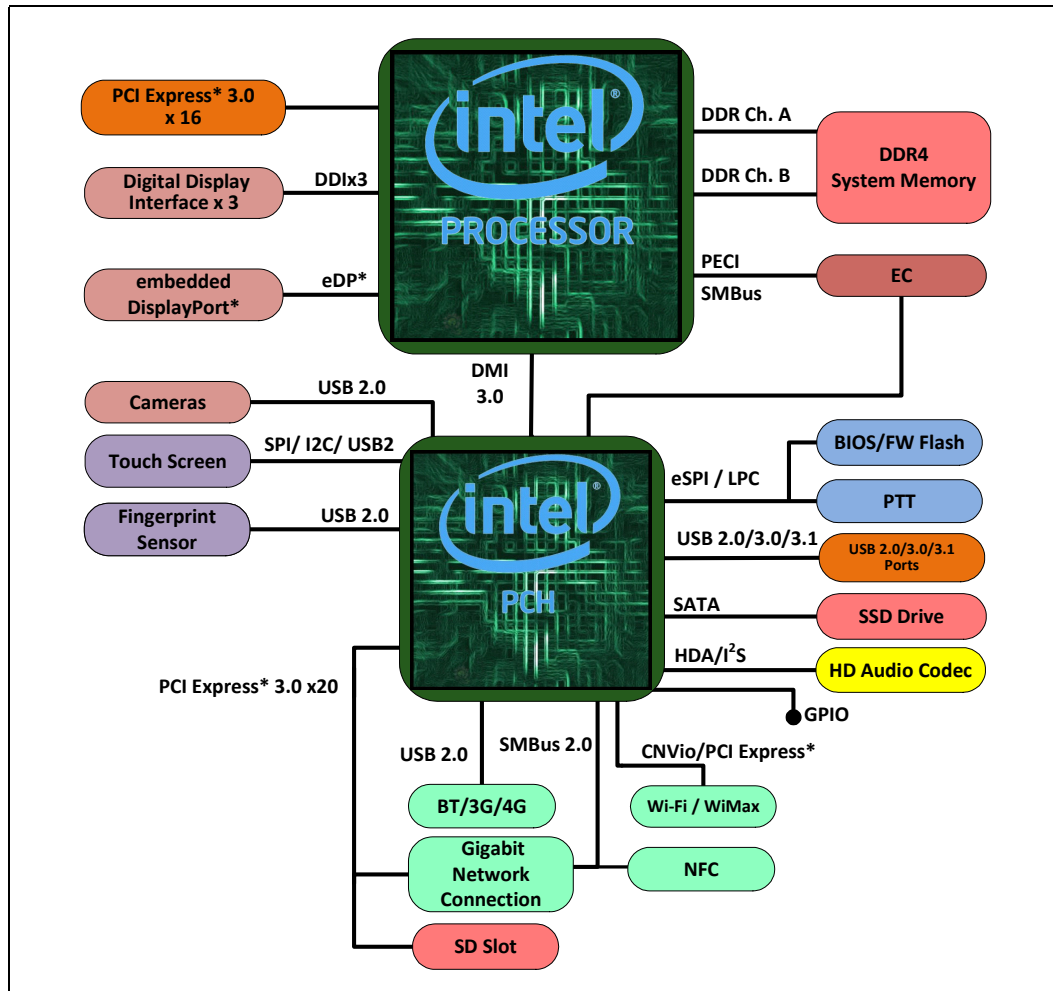 intel®
PROCESSOR
PCI Express* 3.0
x 16
Digital Display
Interface x 3
DDIx3
embedded
DisplayPort*
eDP*
DDR Ch. A
DDR Ch. B
DDR4
System Memory
PECI
SMBus
EC
DMI
3.0
Cameras
USB 2.0
Touch Screen
SPI/ I2C/ USB2
Fingerprint
Sensor
USB 2.0
intel®
PCH
eSPI / LPC
BIOS/FW Flash
PTT
USB 2.0/3.0/3.1
USB 2.0/3.0/3.1
Ports
SATA
SSD Drive
HDA/I²S
HD Audio Codec
GPIO
PCI Express* 3.0 x20
USB 2.0
SMBus 2.0
CNVio/PCI Express*
BT/3G/4G
Wi-Fi / WiMax
Gigabit
Network
Connection
NFC
SD Slot